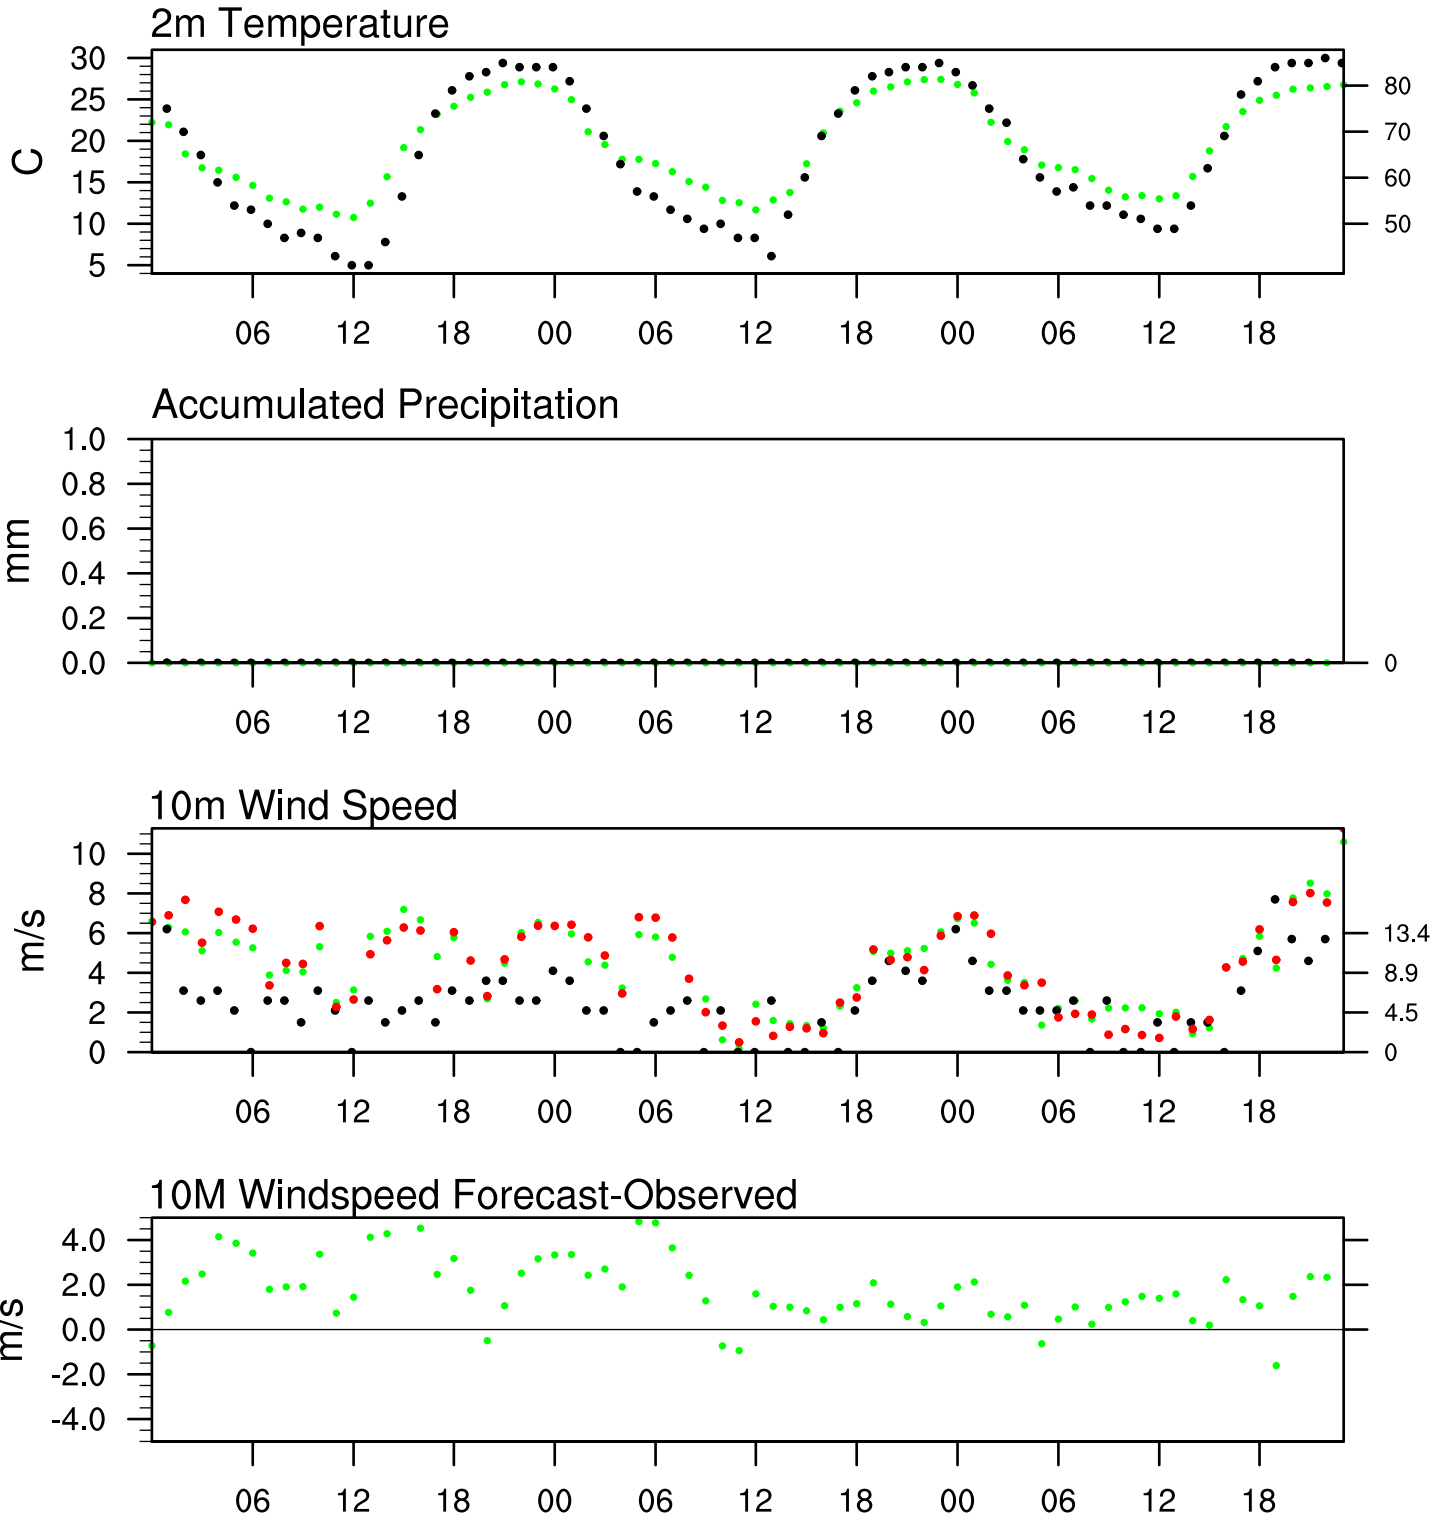 2m Temperature
30
25
20
15
10
5
C
80
70
60
50
06 12 18 00 06 12 18 00 06 12 18
Accumulated Precipitation
1.0
0.8
0.6
0.4
0.2
0.0
mm
0
06 12 18 00 06 12 18 00 06 12 18
10m Wind Speed
10
8
6
4
2
0
m/s
13.4
8.9
4.5
0
06 12 18 00 06 12 18 00 06 12 18
10M Windspeed Forecast-Observed
4.0
2.0
0.0
-2.0
-4.0
m/s
06 12 18 00 06 12 18 00 06 12 18